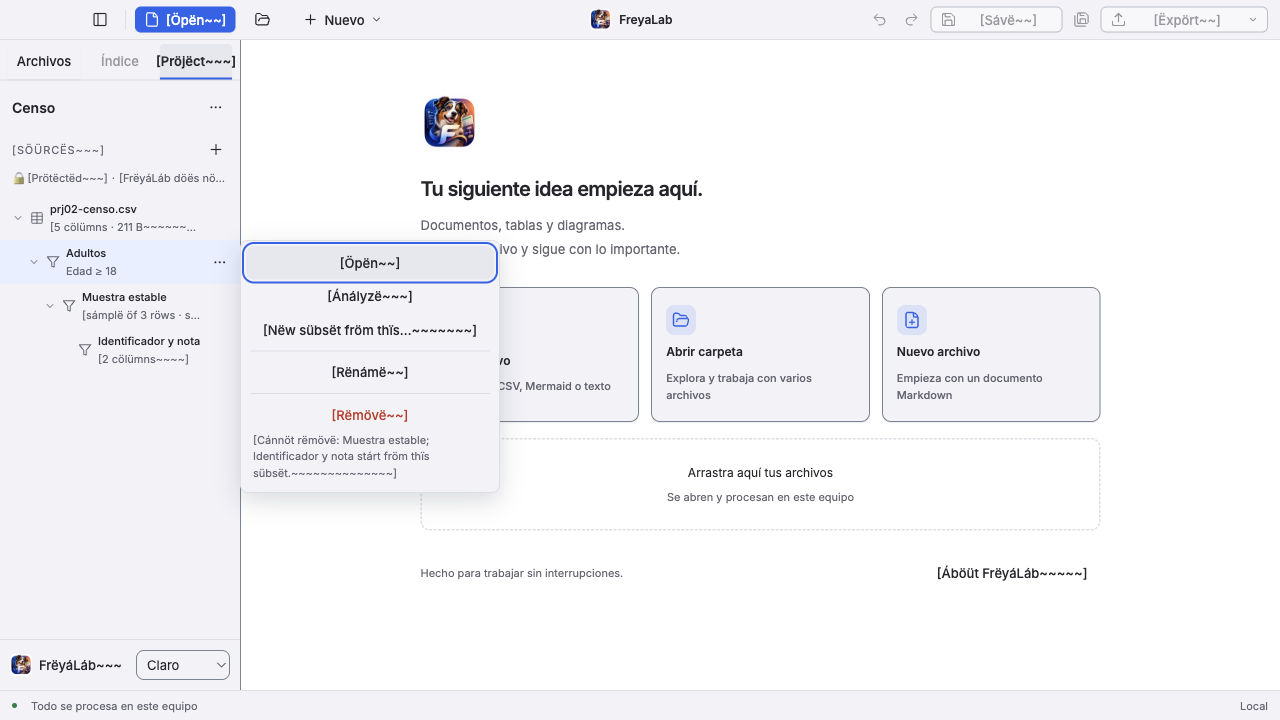 [Öpën~~]
Nuevo
FreyaLab
[Sávë~~]
[Ëxpört~~]
Archivos
Índice
[Pröjëct~~~]
Censo
[SÖÜRCËS~~~]
[Prötëctëd~~~] · [FrëyáLáb döës nö...
prj02-censo.csv
[5 cölümns · 211 B~~~~~~...
Adultos
Edad ≥ 18
Muestra estable
[sámplë öf 3 röws · s...
Identificador y nota
[2 cölümns~~~~]
[Öpën~~]
[Ánályzë~~~]
[Nëw sübsët fröm thïs...~~~~~~~]
[Rënámë~~]
[Rëmövë~~]
[Cánnöt rëmövë: Muestra estable;
Identificador y nota stárt fröm thïs
sübsët.~~~~~~~~~~~~~~]
Tu siguiente idea empieza aquí.
Documentos, tablas y diagramas.
ivo y sigue con lo importante.
vo
CSV, Mermaid o texto
Abrir carpeta
Explora y trabaja con varios
archivos
Nuevo archivo
Empieza con un documento
Markdown
Arrastra aquí tus archivos
Se abren y procesan en este equipo
Hecho para trabajar sin interrupciones.
[Áböüt FrëyáLáb~~~~~]
FrëyáLáb~~~
Claro
Todo se procesa en este equipo
Local